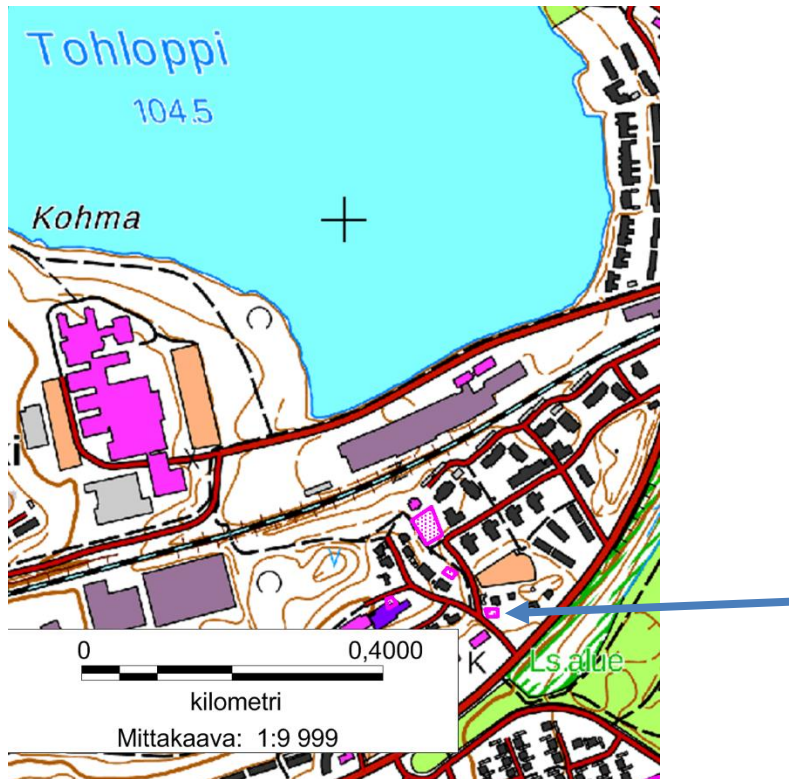 Tohloppi
104.5
Kohma
i
K
Ls.alue
0 0,4000
kilometri
Mittakaava: 1:9 999